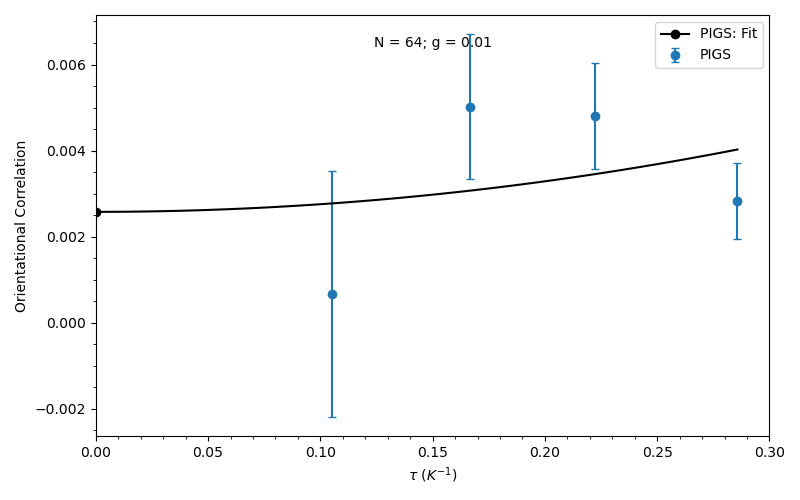 N = 64; g = 0.01
PIGS: Fit
PIGS
Orientational Correlation
0.006
0.004
0.002
0.000
−0.002
0.00 0.05 0.10 0.15 0.20 0.25 0.30
τ (K⁻¹)